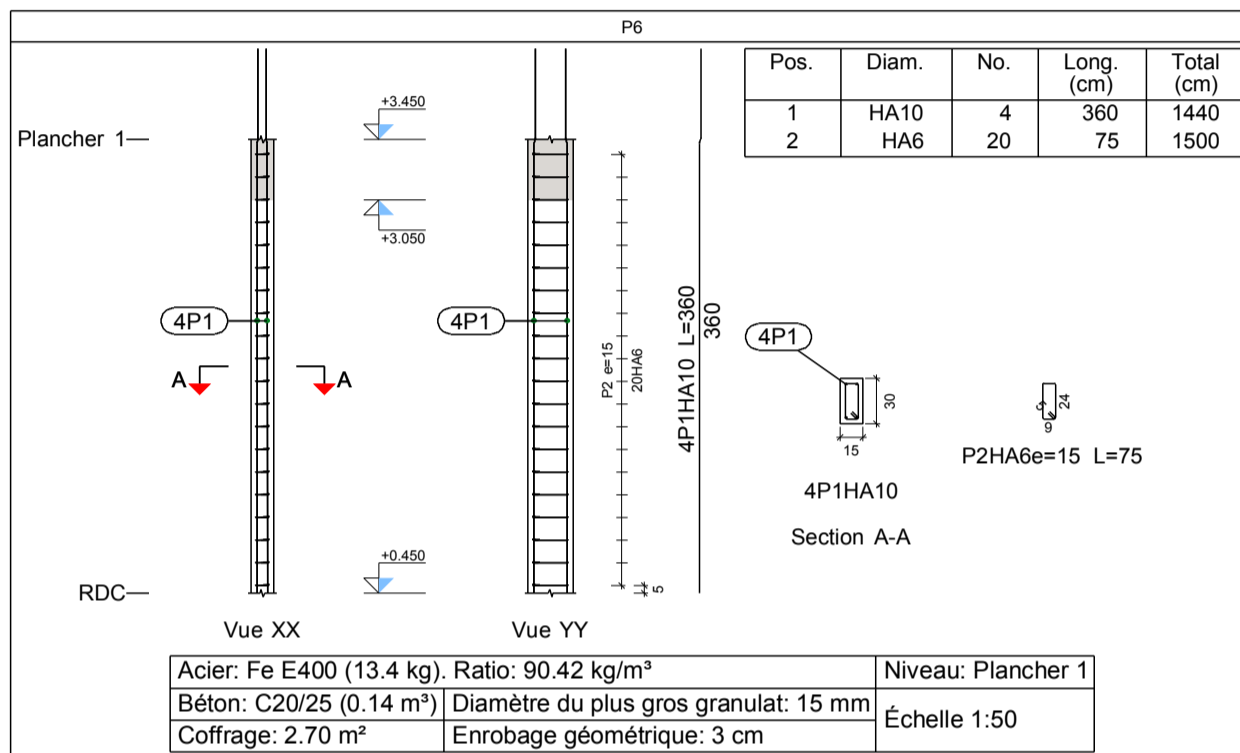 P6
Pos. Diam. No. Long. (cm) Total (cm)
1 HA10 4 360 1440
2 HA6 20 75 1500
Plancher 1
+3.450
+3.050
4P1
4P1
A A
P2 e=15
20HA6
4P1HA10 L=360
360
+0.450
5
RDC
Vue XX
Vue YY
4P1
30
15
4P1HA10
Section A-A
24
9
P2HA6e=15 L=75
Acier: Fe E400 (13.4 kg). Ratio: 90.42 kg/m³
Niveau: Plancher 1
Béton: C20/25 (0.14 m³)
Diamètre du plus gros granulat: 15 mm
Échelle 1:50
Coffrage: 2.70 m²
Enrobage géométrique: 3 cm